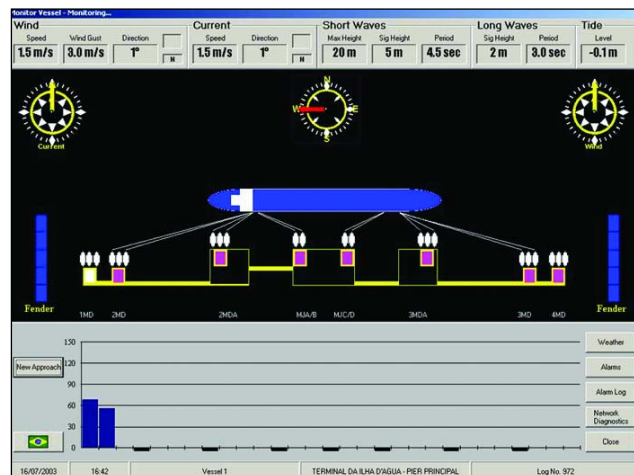 Monitor Vessel - Monitoring...
Wind Current Short Waves Long Waves Tide
Speed Wind Gust Direction Speed Direction Max Height Sig Height Period Sig Height Period Level
1.5 m/s 3.0 m/s 1° N 1.5 m/s 1° N 20 m 5 m 4.5 sec 2 m 3.0 sec -0.1 m
N
W E
S
Current Wind
Fender Fender
1MD 2MD 2MDA MJA/B MJC/D 3MDA 3MD 4MD
150
120
90
60
30
0
New Approach
Weather
Alarms
Alarm Log
Network
Diagnostics
Close
16/07/2003 16:42 Vessel 1 TERMINAL DA ILHA D'AGUA - PIER PRINCIPAL Log No. 972